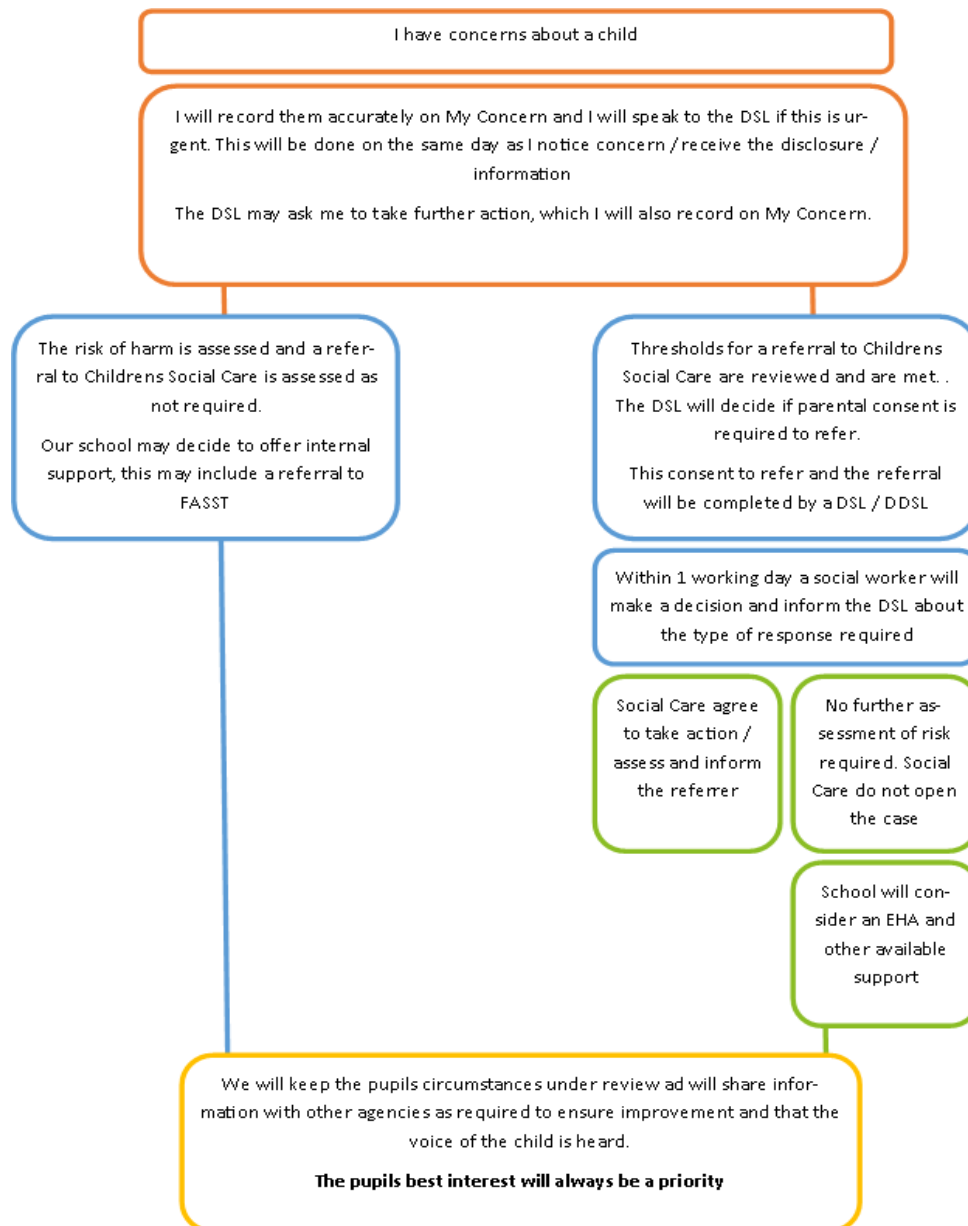 I have concerns about a child
I will record them accurately on My Concern and I will speak to the DSL if this is ur-
gent. This will be done on the same day as I notice concern / receive the disclosure /
information
The DSL may ask me to take further action, which I will also record on My Concern.
The risk of harm is assessed and a refer-
ral to Childrens Social Care is assessed as
not required.
Our school may decide to offer internal
support, this may include a referral to
FASST
Thresholds for a referral to Childrens
Social Care are reviewed and are met. .
The DSL will decide if parental consent is
required to refer.
This consent to refer and the referral
will be completed by a DSL / DDSL
Within 1 working day a social worker will
make a decision and inform the DSL about
the type of response required
Social Care agree
to take action /
assess and inform
the referrer
No further as-
sessment of risk
required. Social
Care do not open
the case
School will con-
sider an EHA and
other available
support
We will keep the pupils circumstances under review ad will share infor-
mation with other agencies as required to ensure improvement and that the
voice of the child is heard.
The pupils best interest will always be a priority